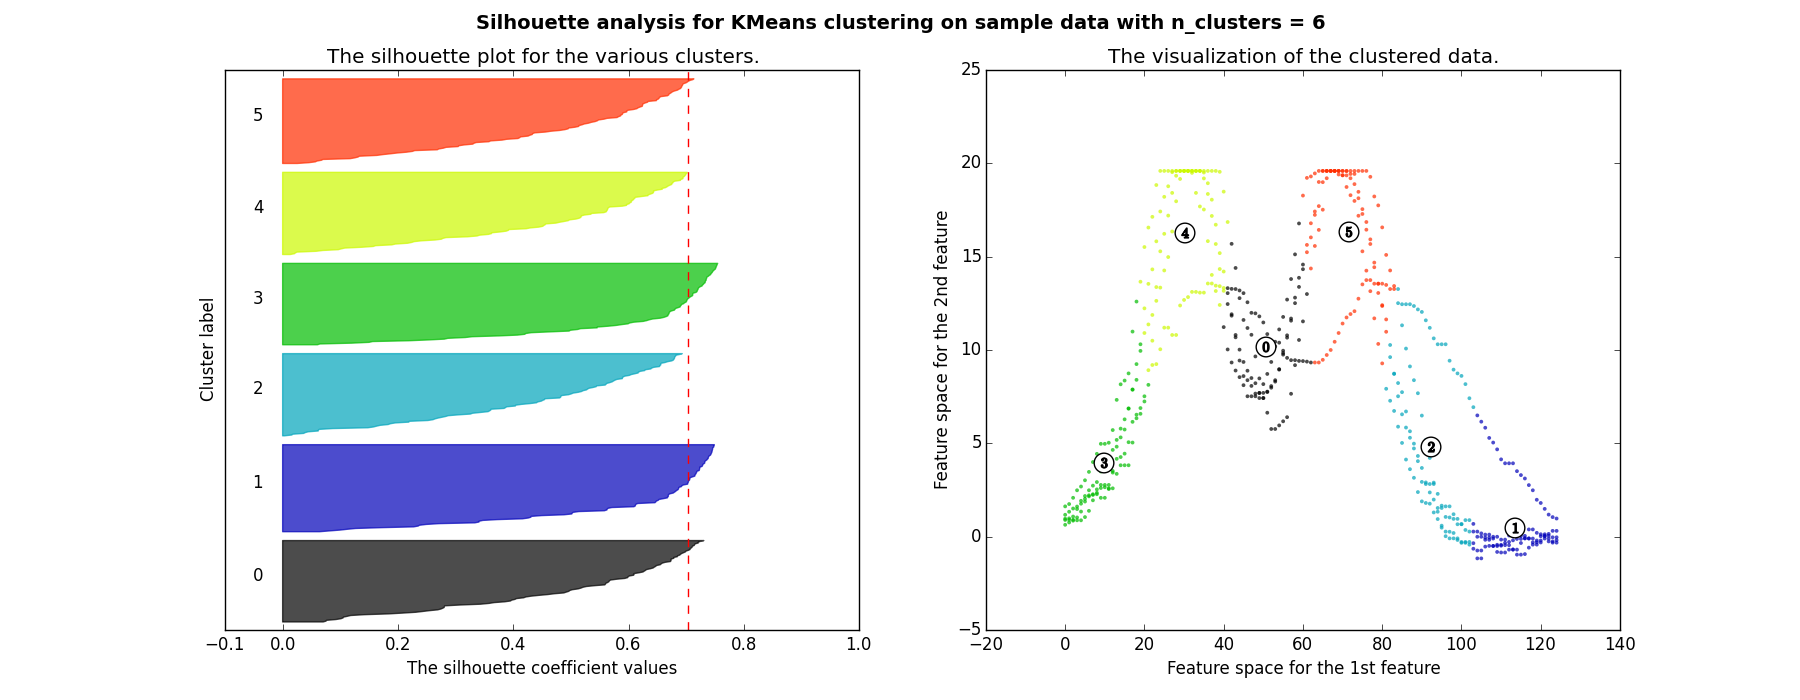 Silhouette analysis for KMeans clustering on sample data with n_clusters = 6
The silhouette plot for the various clusters.
5
4
3
2
1
0
Cluster label
−0.1 0.0 0.2 0.4 0.6 0.8 1.0
The silhouette coefficient values
The visualization of the clustered data.
25
20
15
10
5
0
−5
Feature space for the 2nd feature
4
5
0
3
2
1
−20 0 20 40 60 80 100 120 140
Feature space for the 1st feature